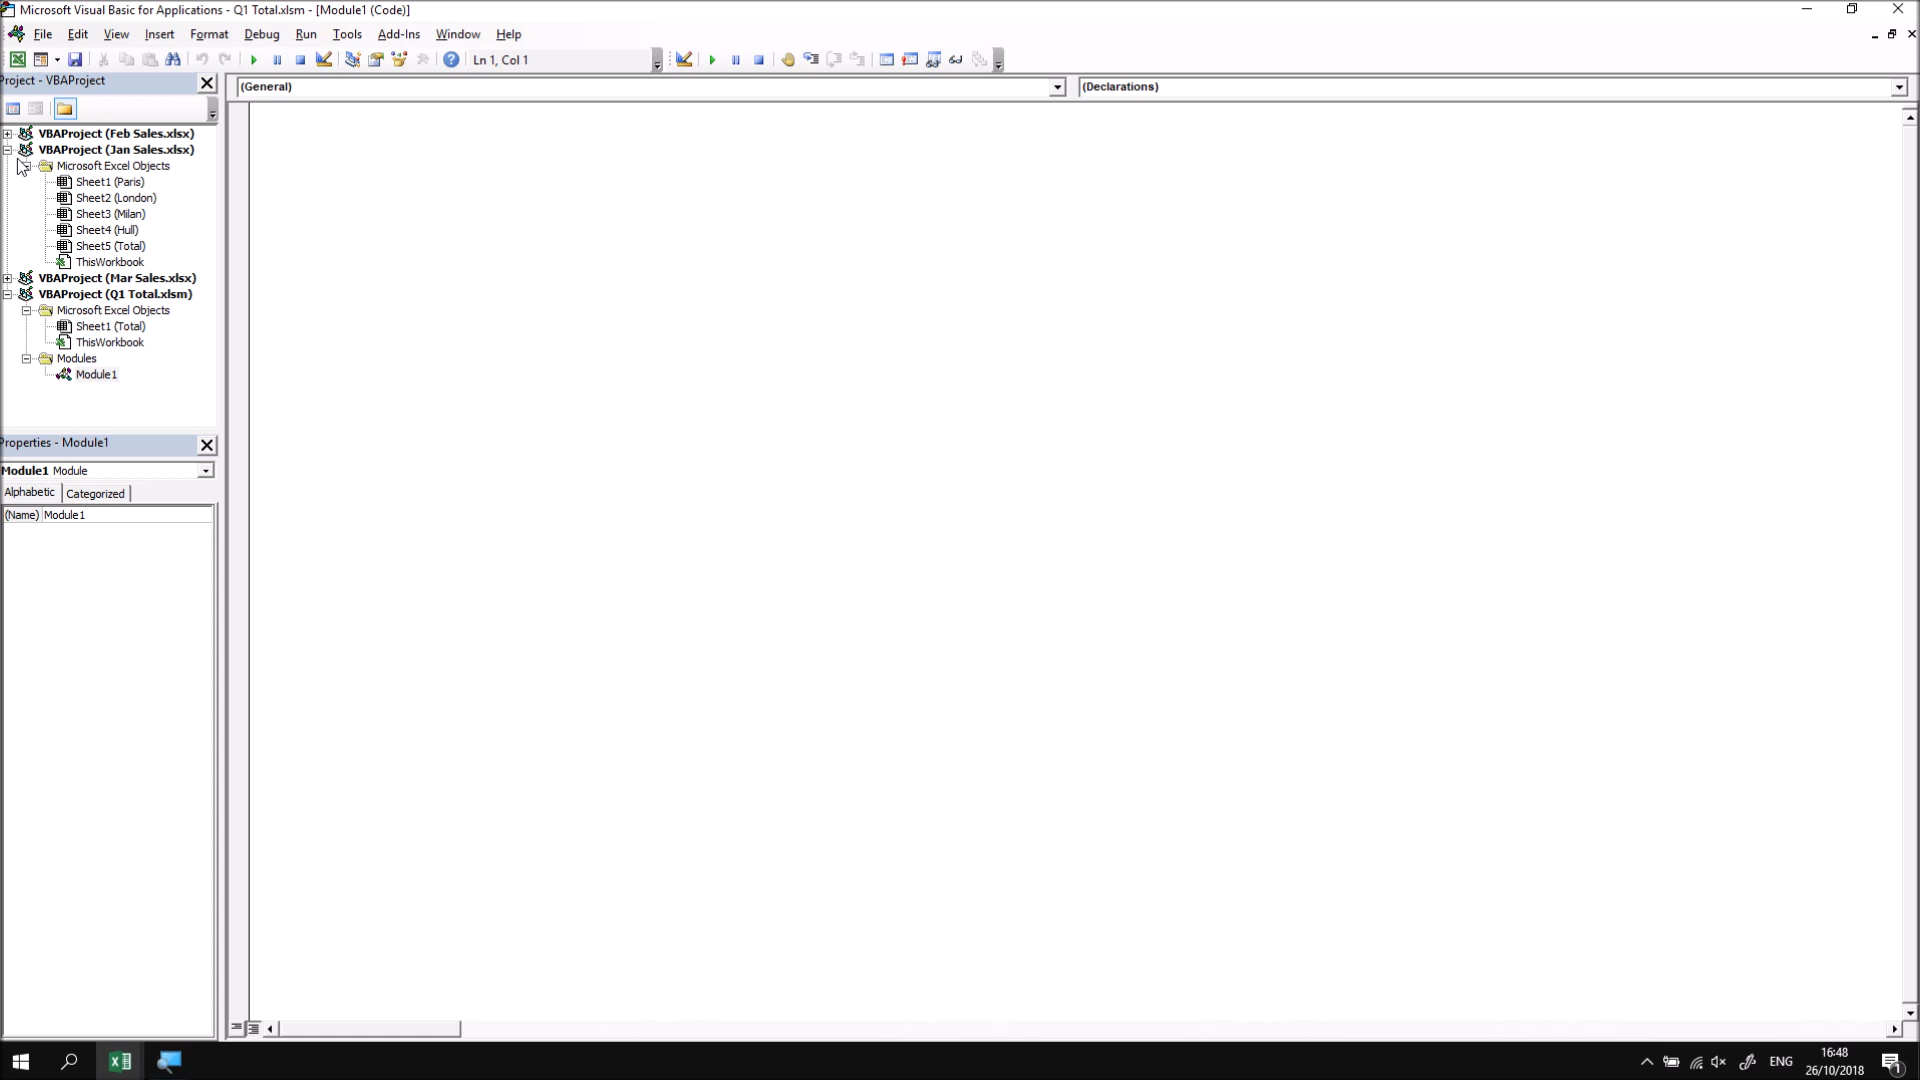 Microsoft Visual Basic for Applications - Q1 Total.xlsm - [Module1 (Code)]
File Edit View Insert Format Debug Run Tools Add-Ins Window Help
Ln 1, Col 1
Project - VBAProject
(General)
(Declarations)
VBAProject (Feb Sales.xlsx)
VBAProject (Jan Sales.xlsx)
Microsoft Excel Objects
Sheet1 (Paris)
Sheet2 (London)
Sheet3 (Milan)
Sheet4 (Hull)
Sheet5 (Total)
ThisWorkbook
VBAProject (Mar Sales.xlsx)
VBAProject (Q1 Total.xlsm)
Microsoft Excel Objects
Sheet1 (Total)
ThisWorkbook
Modules
Module1
Properties - Module1
Module1 Module
Alphabetic Categorized
(Name) Module1
ENG
16:48
26/10/2018
1